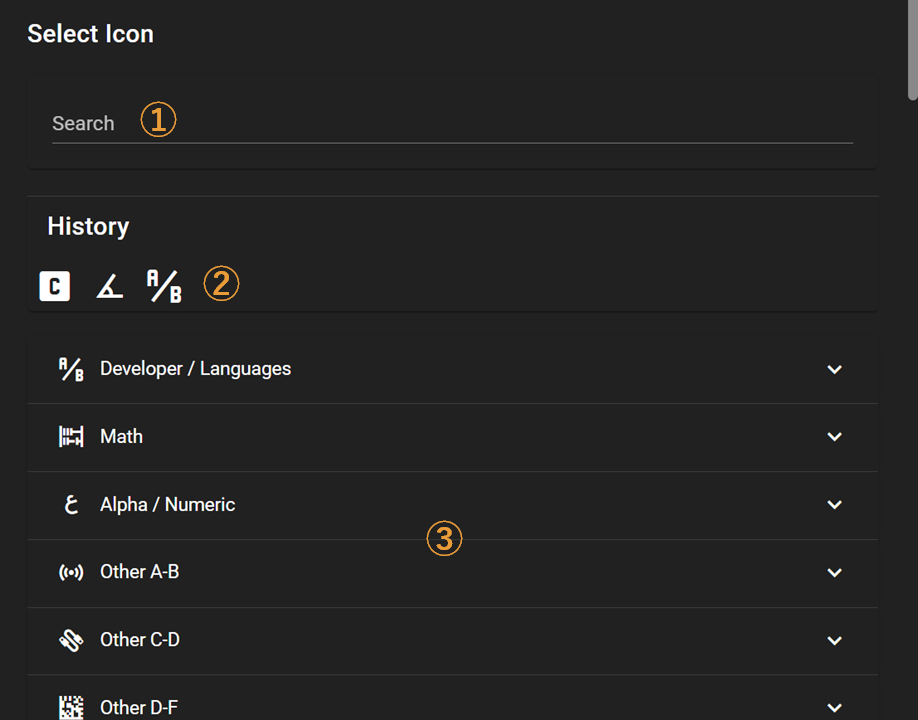 Select Icon
Search ①
History
C A/B ②
A/B Developer / Languages
Math
ع Alpha / Numeric
③
Other A-B
Other C-D
Other D-F